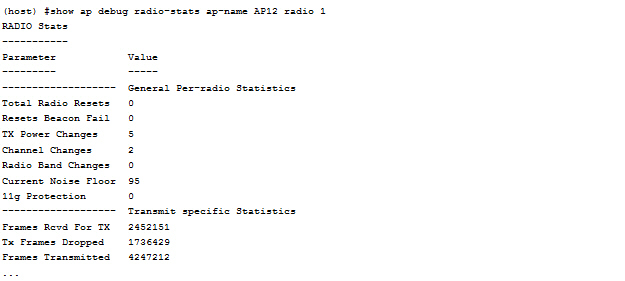 (host) #show ap debug radio-stats ap-name AP12 radio 1
RADIO Stats
-----------
Parameter Value
--------- -----
------------------- General Per-radio Statistics
Total Radio Resets 0
Resets Beacon Fail 0
TX Power Changes 5
Channel Changes 2
Radio Band Changes 0
Current Noise Floor 95
11g Protection 0
------------------- Transmit specific Statistics
Frames Rcvd For TX 2452151
Tx Frames Dropped 1736429
Frames Transmitted 4247212
...